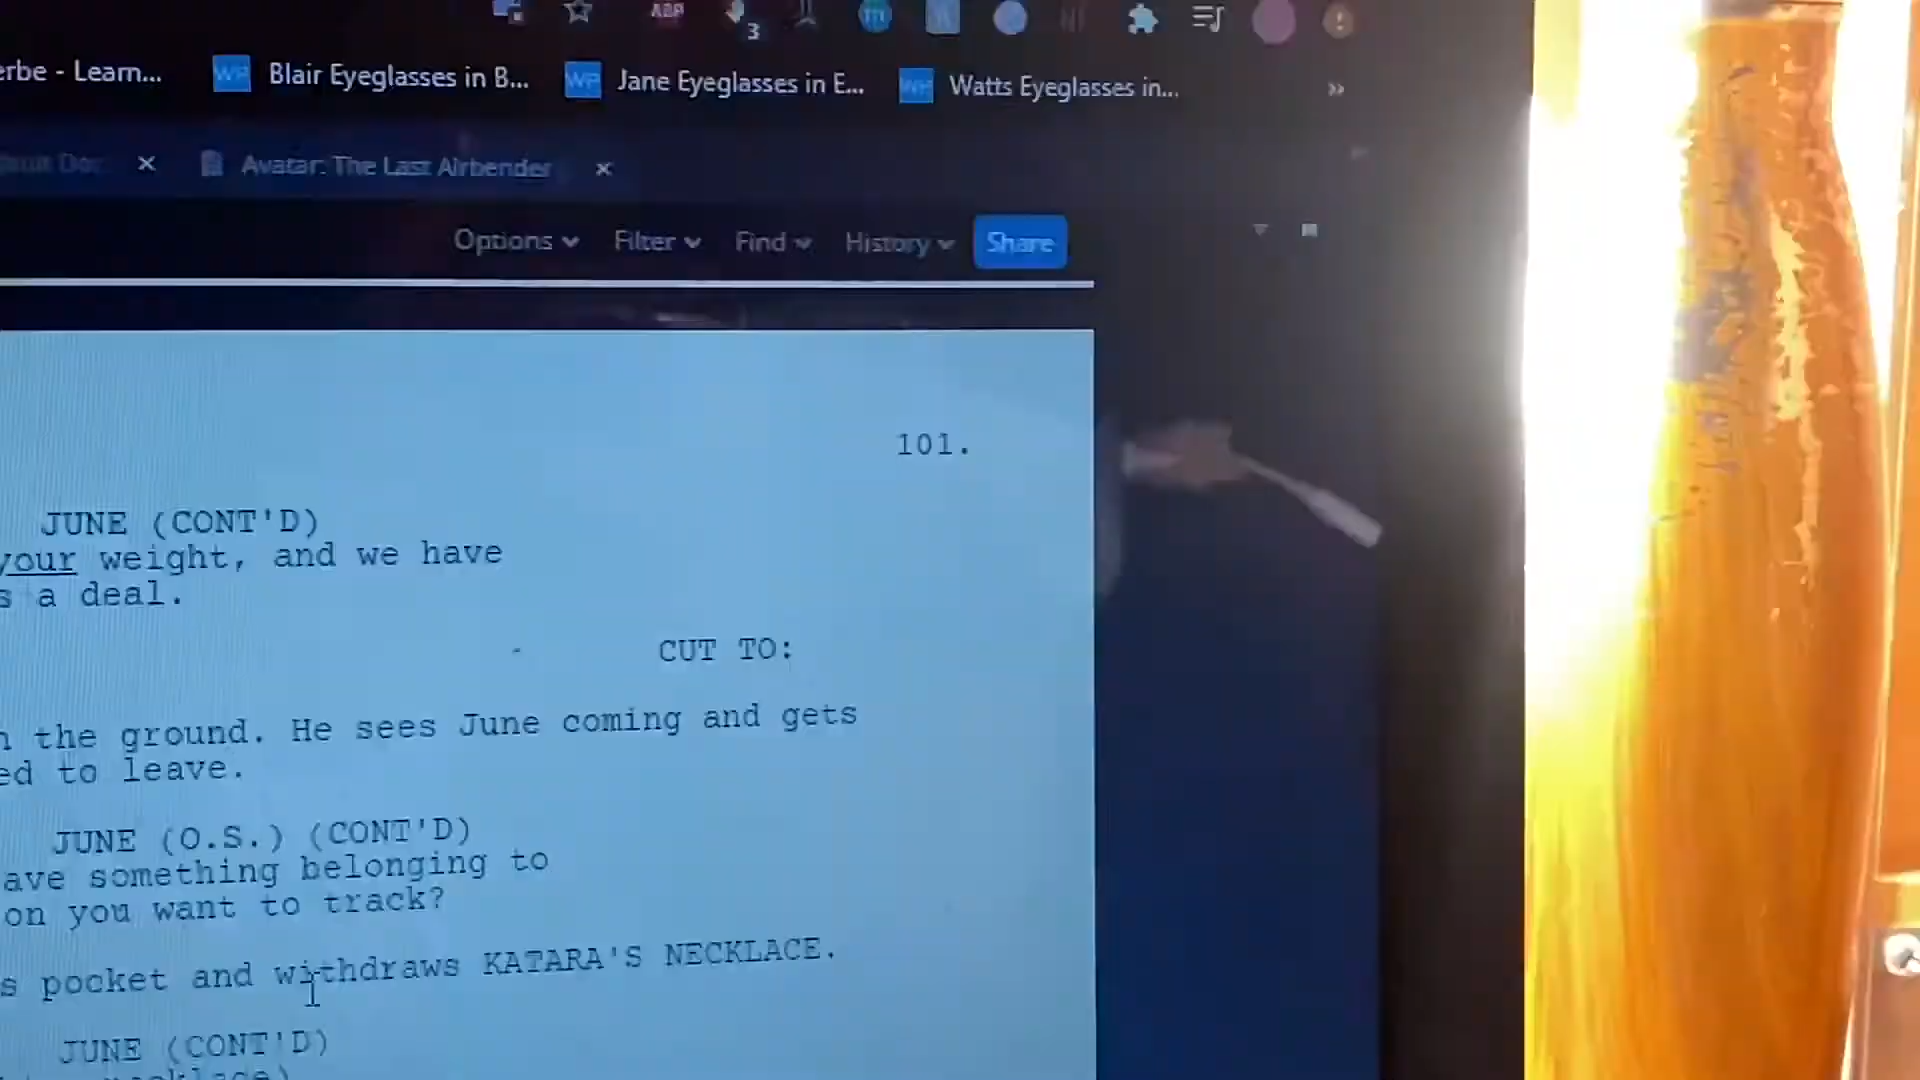 ABP
3
erbe - Learn...
Blair Eyeglasses in B...
Jane Eyeglasses in E...
Watts Eyeglasses in...
Avatar: The Last Airbender
Options
Filter
Find
History
Share
101.
JUNE (CONT'D)
your weight, and we have
s a deal.
CUT TO:
n the ground. He sees June coming and gets
ed to leave.
JUNE (O.S.) (CONT'D)
ave something belonging to
on you want to track?
s pocket and withdraws KATARA'S NECKLACE.
JUNE (CONT'D)
necklace)